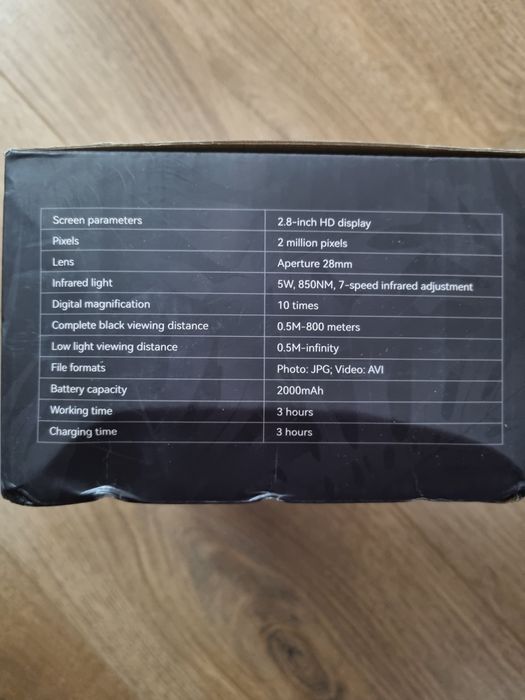 Screen parameters 2.8-inch HD display
Pixels 2 million pixels
Lens Aperture 28mm
Infrared light 5W, 850NM, 7-speed infrared adjustment
Digital magnification 10 times
Complete black viewing distance 0.5M-800 meters
Low light viewing distance 0.5M-infinity
File formats Photo: JPG; Video: AVI
Battery capacity 2000mAh
Working time 3 hours
Charging time 3 hours